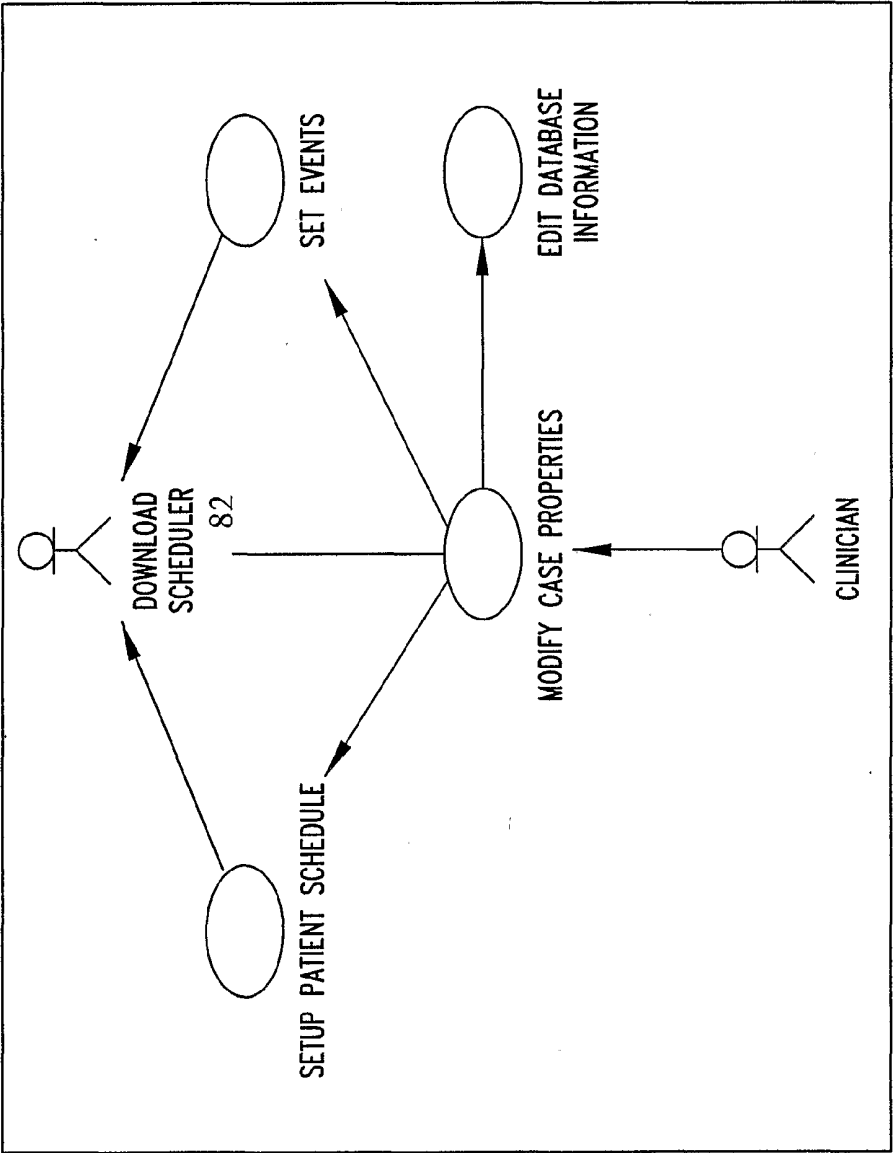 DOWNLOAD
SCHEDULER
82
SETUP PATIENT SCHEDULE
SET EVENTS
MODIFY CASE PROPERTIES
EDIT DATABASE
INFORMATION
CLINICIAN